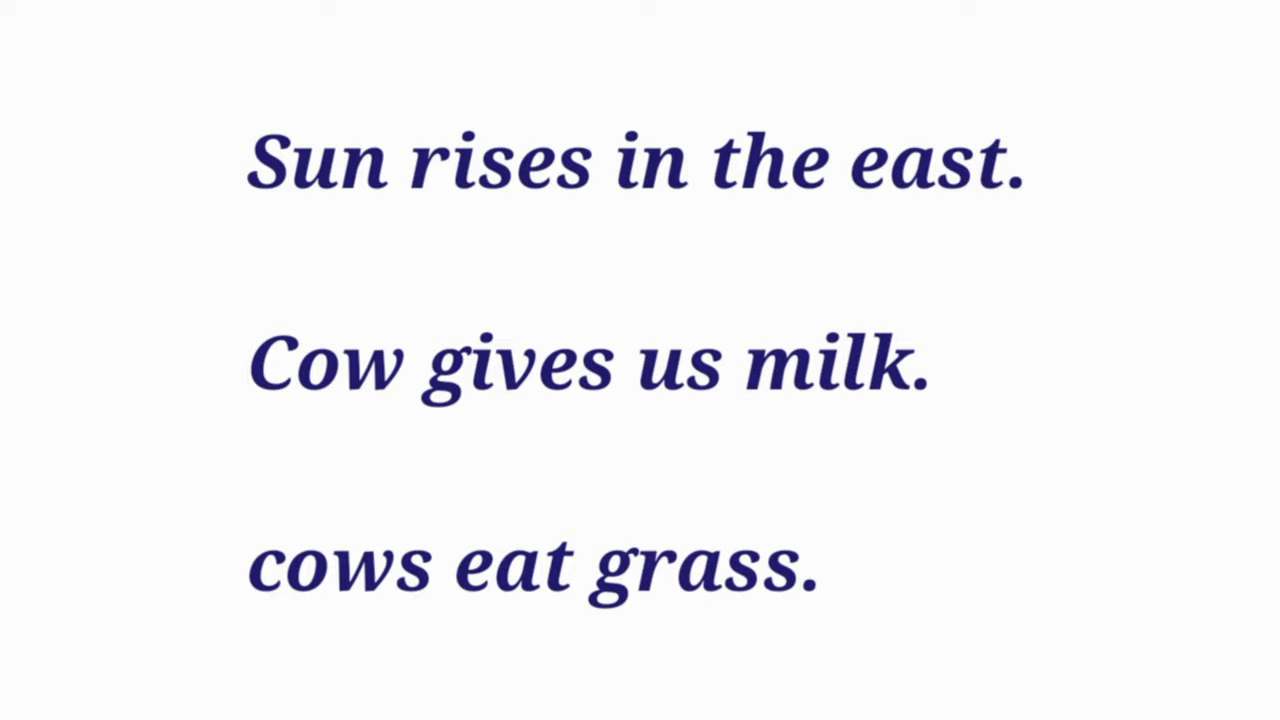 Sun rises in the east.
Cow gives us milk.
cows eat grass.